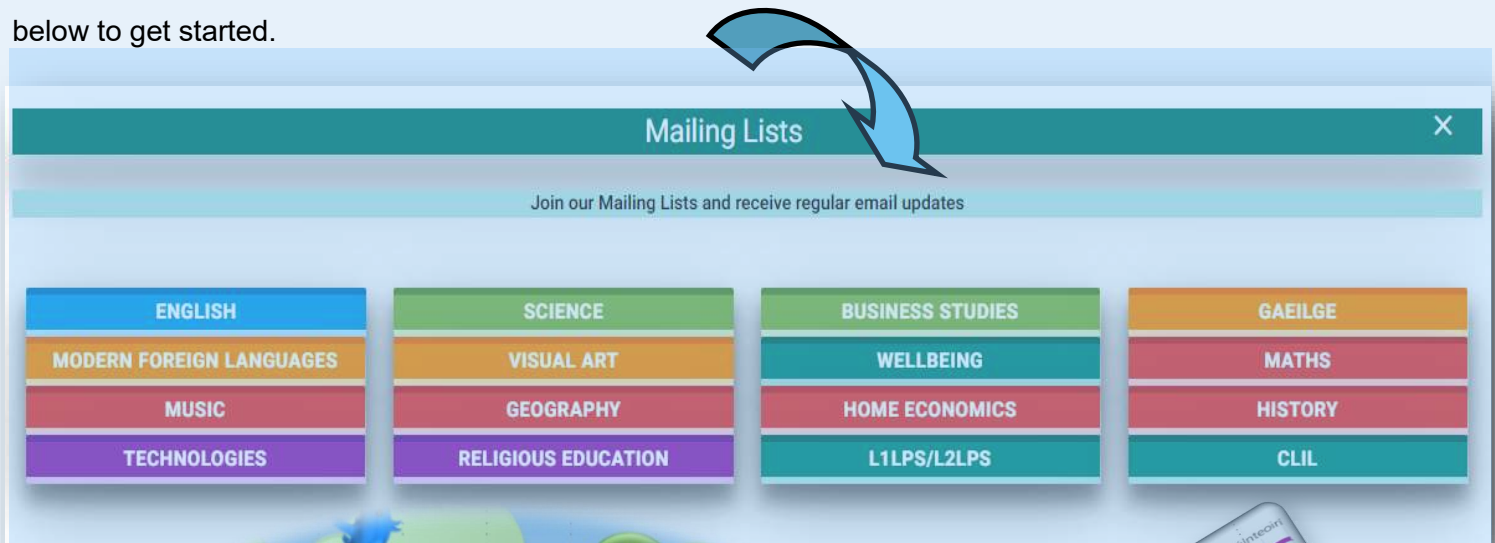 below to get started.
Mailing Lists
X
Join our Mailing Lists and receive regular email updates
ENGLISH SCIENCE BUSINESS STUDIES GAEILGE
MODERN FOREIGN LANGUAGES VISUAL ART WELLBEING MATHS
MUSIC GEOGRAPHY HOME ECONOMICS HISTORY
TECHNOLOGIES RELIGIOUS EDUCATION L1LPS/L2LPS CLIL